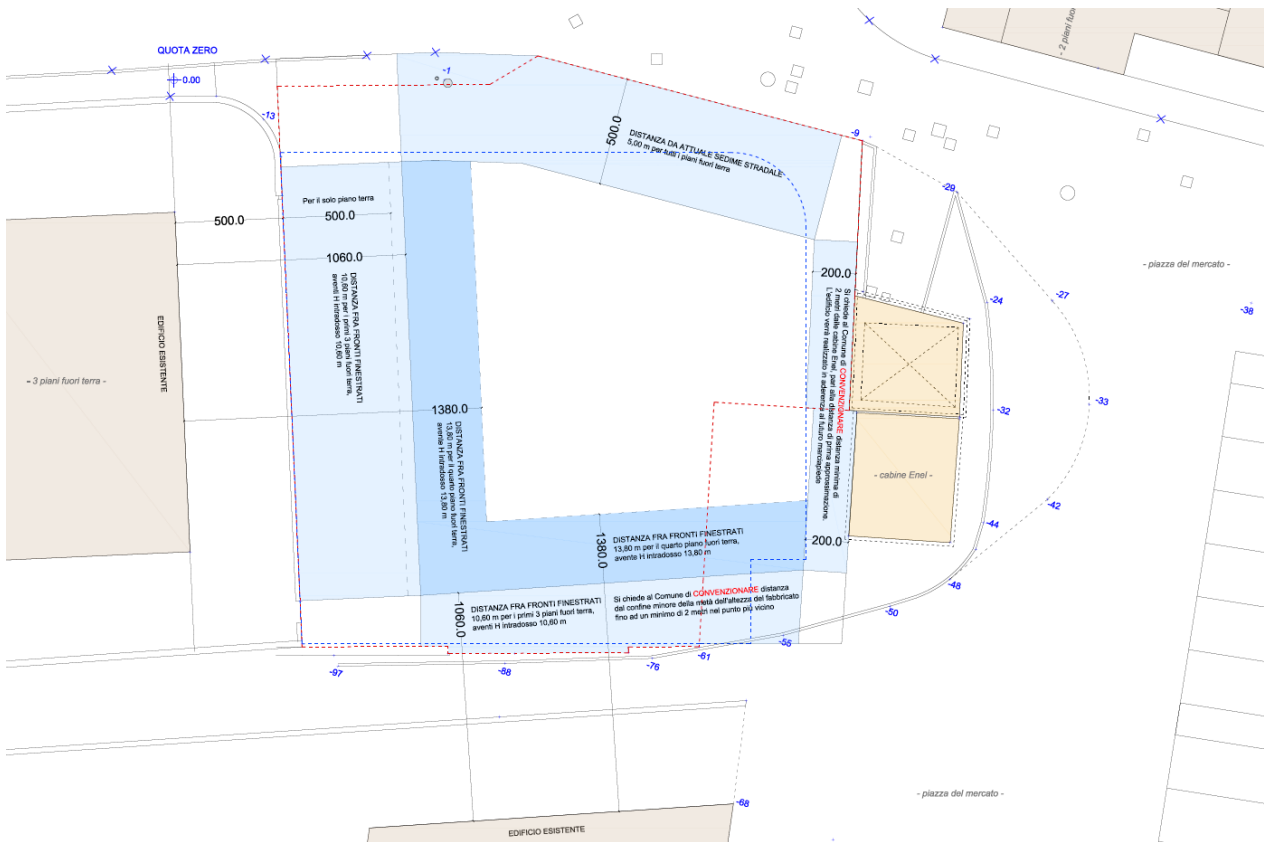 QUOTA ZERO
0.00
-13
-1
- 2 piani fuo
-9
500.0
DISTANZA DA ATTUALE SEDIME STRADALE
5,00 m per tutti i piani fuori terra
-29
Per il solo piano terra
500.0
500.0
1060.0
DISTANZA FRA FRONTI FINESTRATI
10,60 m per i primi 3 piani fuori terra,
aventi H intradosso 10,60 m
EDIFICIO ESISTENTE
- 3 piani fuori terra -
1380.0
DISTANZA FRA FRONTI FINESTRATI
13,80 m per il quarto piano fuori terra,
avente H intradosso 13,80 m
200.0
Si chiede al Comune di CONVENZIONARE distanza minima di
2 metri dalle cabine Enel, pari alla distanza di prima approssimazione.
L'edificio verrà realizzato in aderenza al futuro marciapiede
- piazza del mercato -
-24
-27
-38
-33
-32
- cabine Enel -
-42
-44
-48
-50
200.0
1380.0
DISTANZA FRA FRONTI FINESTRATI
13,80 m per il quarto piano fuori terra,
avente H intradosso 13,80 m
1060.0
DISTANZA FRA FRONTI FINESTRATI
10,60 m per i primi 3 piani fuori terra,
aventi H intradosso 10,60 m
Si chiede al Comune di CONVENZIONARE distanza
dal confine minore della metà dell'altezza del fabbricato
fino ad un minimo di 2 metri nel punto più vicino
-55
-61
-76
-88
-97
-68
- piazza del mercato -
EDIFICIO ESISTENTE